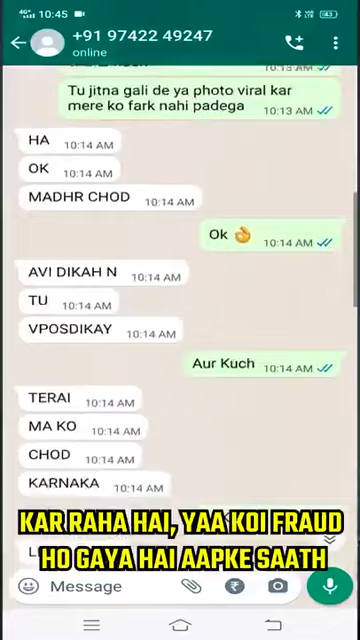 4G 10:45
+91 97422 49247
online
10:13 AM
Tu jitna gali de ya photo viral kar
mere ko fark nahi padega
10:13 AM
HA 10:14 AM
OK 10:14 AM
MADHR CHOD 10:14 AM
Ok 👌 10:14 AM
AVI DIKAH N 10:14 AM
TU 10:14 AM
VPOSDIKAY 10:14 AM
Aur Kuch 10:14 AM
TERAI 10:14 AM
MA KO 10:14 AM
CHOD 10:14 AM
KARNAKA 10:14 AM
KAR RAHA HAI, YAA KOI FRAUD
HO GAYA HAI AAPKE SAATH
Message